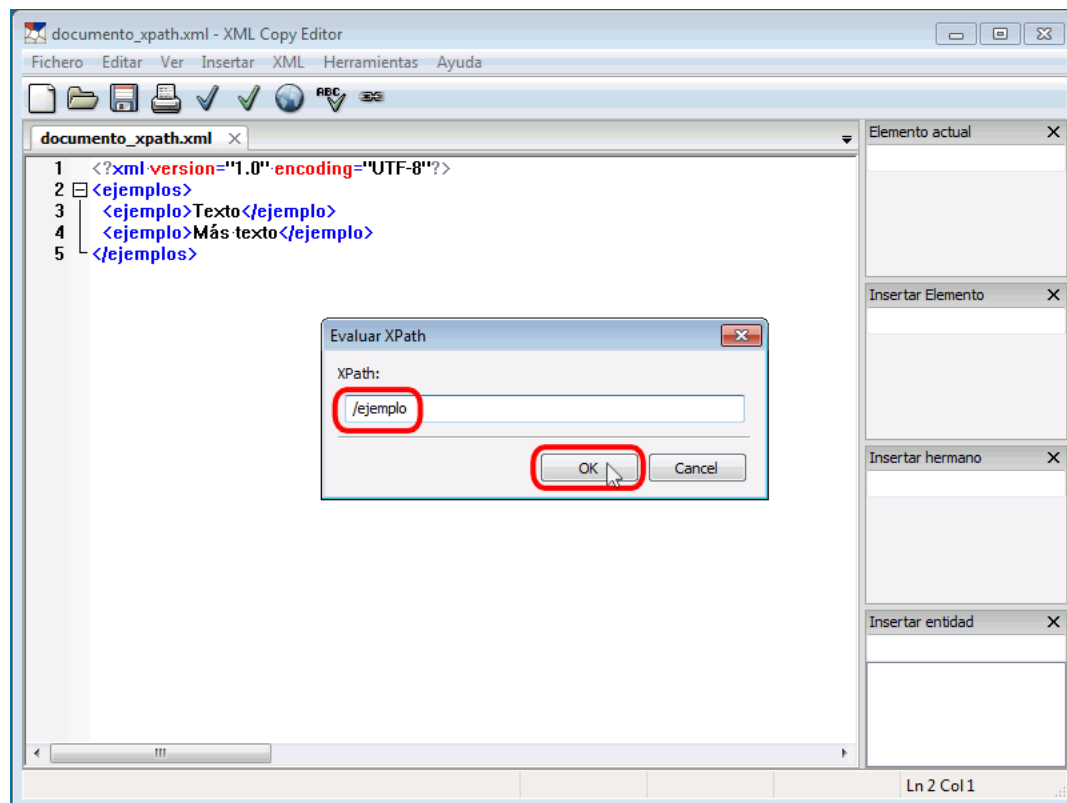 documento_xpath.xml - XML Copy Editor
Fichero Editar Ver Insertar XML Herramientas Ayuda
ABC
documento_xpath.xml
1 <?xml·version="1.0"·encoding="UTF-8"?>
2 <ejemplos>
3 <ejemplo>Texto</ejemplo>
4 <ejemplo>Más·texto</ejemplo>
5 </ejemplos>
Evaluar XPath
XPath:
/ejemplo
OK Cancel
Elemento actual
Insertar Elemento
Insertar hermano
Insertar entidad
Ln 2 Col 1